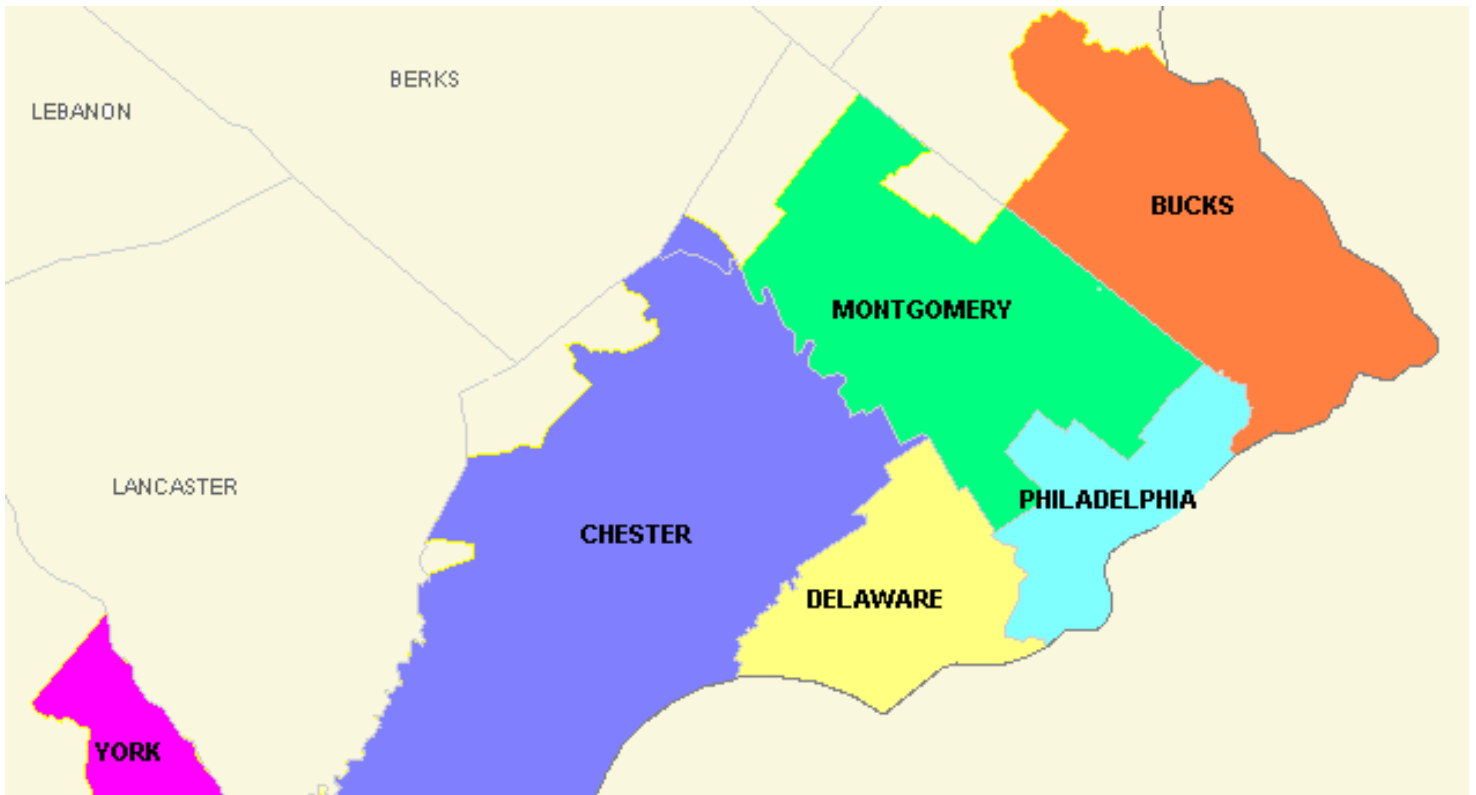 BERKS
LEBANON
BUCKS
MONTGOMERY
LANCASTER
PHILADELPHIA
CHESTER
DELAWARE
YORK